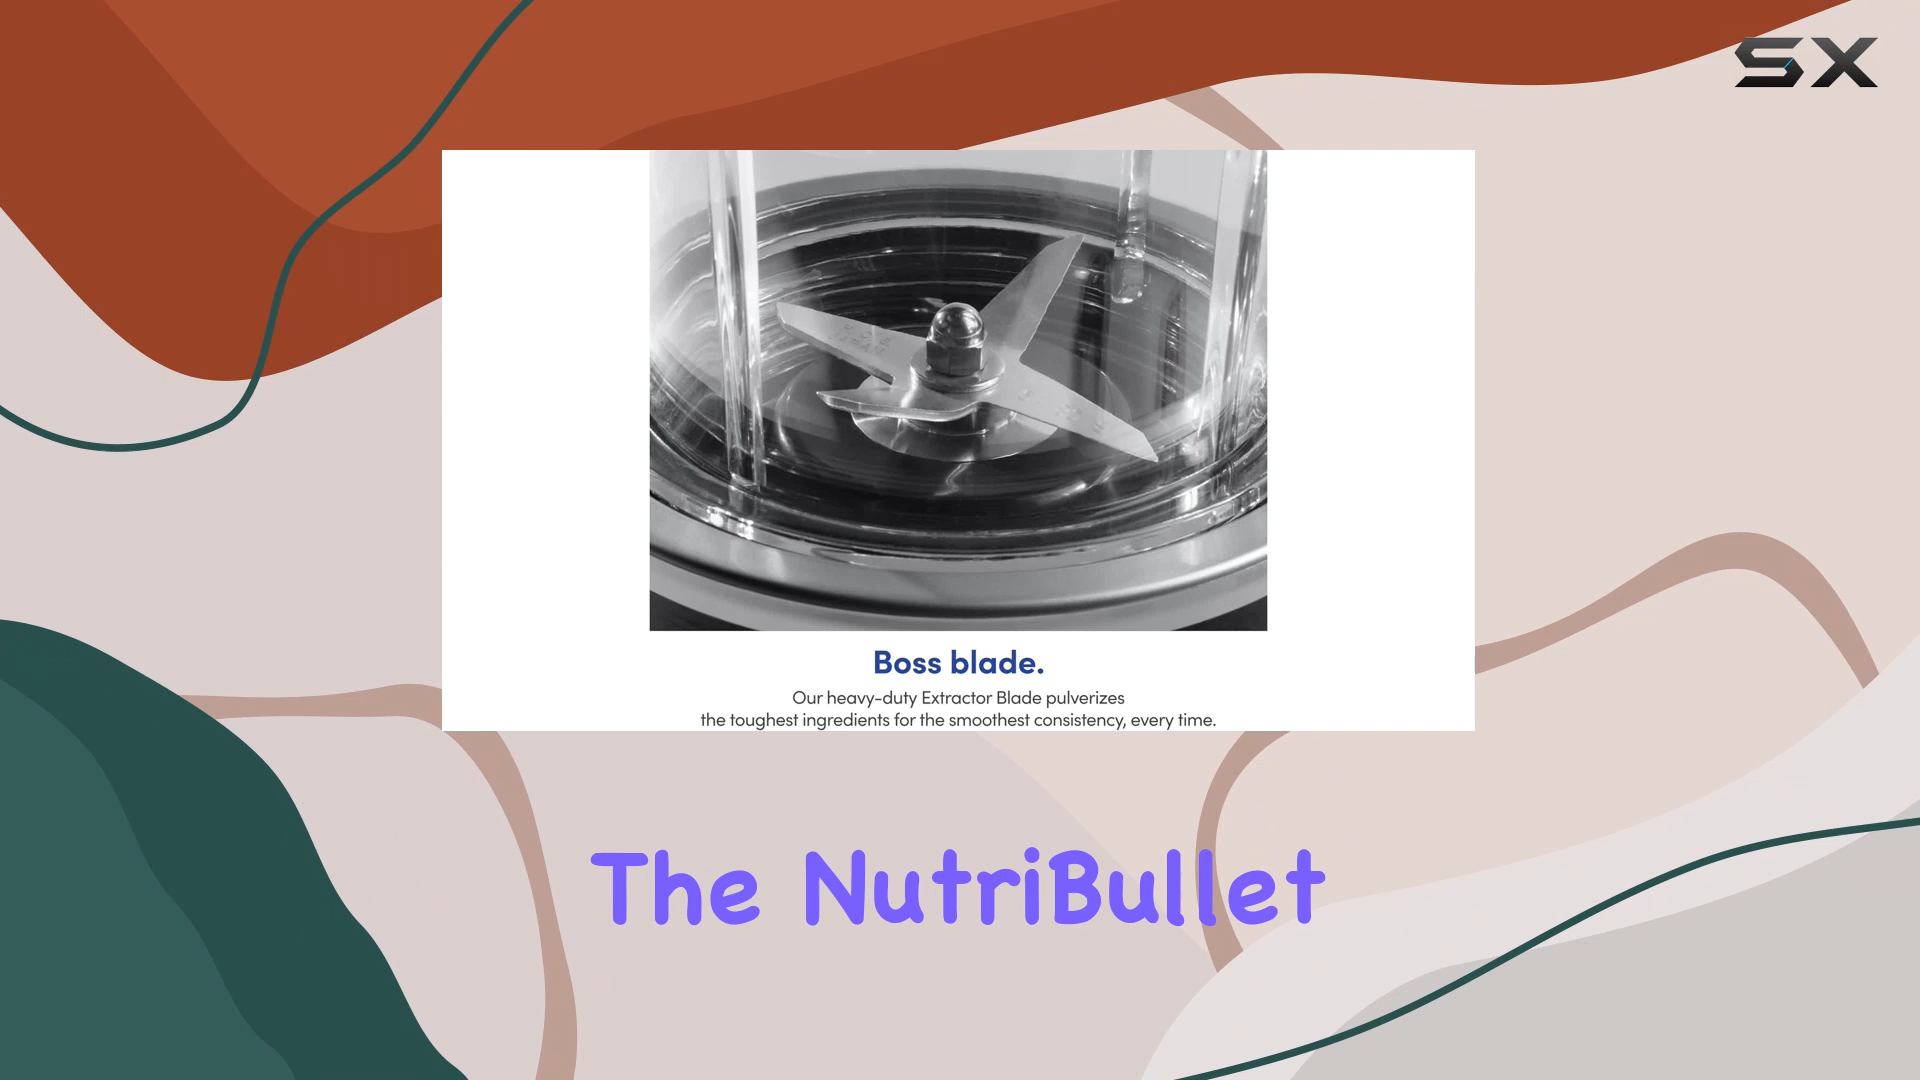 SX
Boss blade.
Our heavy-duty Extractor Blade pulverizes
the toughest ingredients for the smoothest consistency, every time.
The NutriBullet